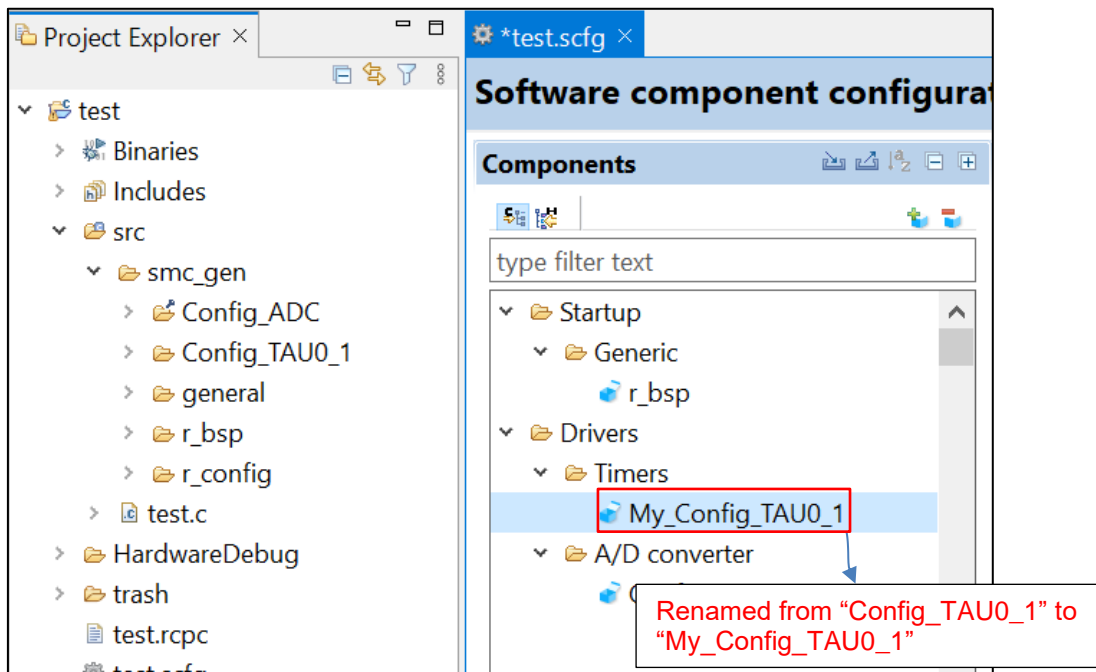 Project Explorer
test
Binaries
Includes
src
smc_gen
Config_ADC
Config_TAU0_1
general
r_bsp
r_config
test.c
HardwareDebug
trash
test.rcpc
*test.scfg
Software component configura
Components
type filter text
Startup
Generic
r_bsp
Drivers
Timers
My_Config_TAU0_1
A/D converter
Renamed from “Config_TAU0_1” to
“My_Config_TAU0_1”